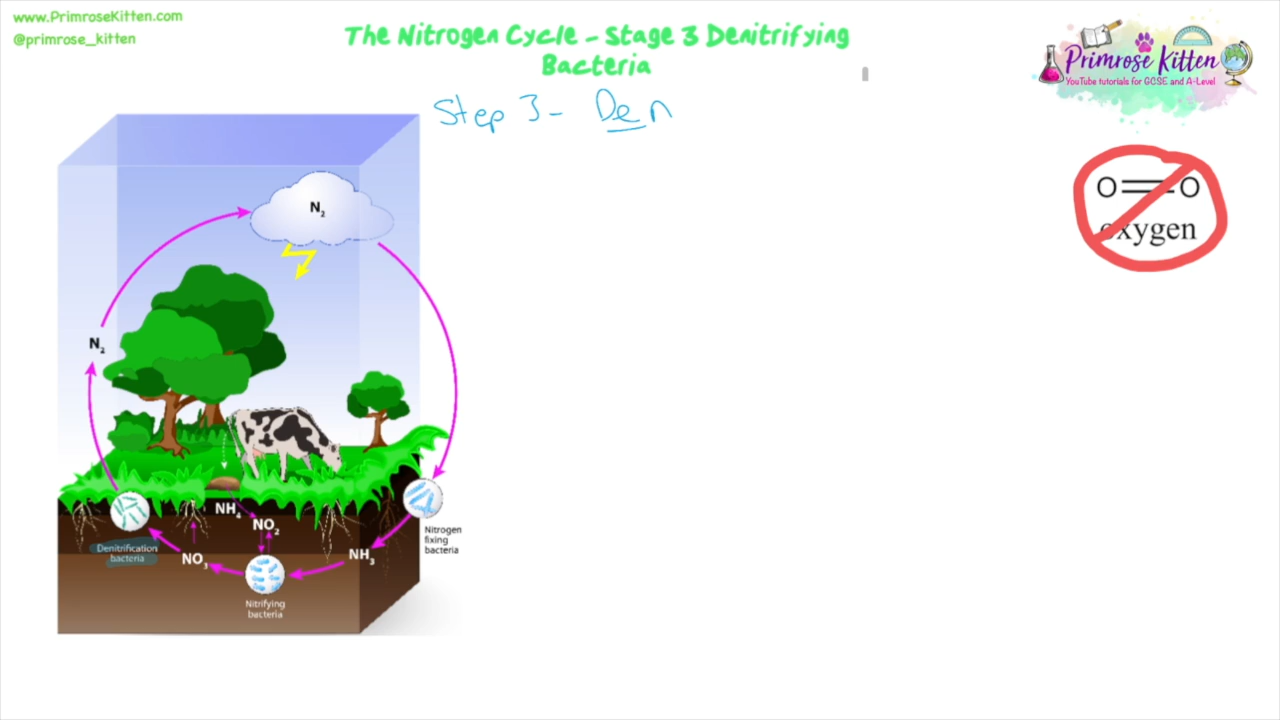 www.PrimroseKitten.com
@primrose_kitten
The Nitrogen Cycle - Stage 3 Denitrifying
Bacteria
Primrose Kitten
YouTube tutorials for GCSE and A-Level
Step 3 - Den
O=O
oxygen
N₂
N₂
NH₄
NO₂
Nitrogen
fixing
bacteria
Denitrification
bacteria
NO₃
NH₃
Nitrifying
bacteria